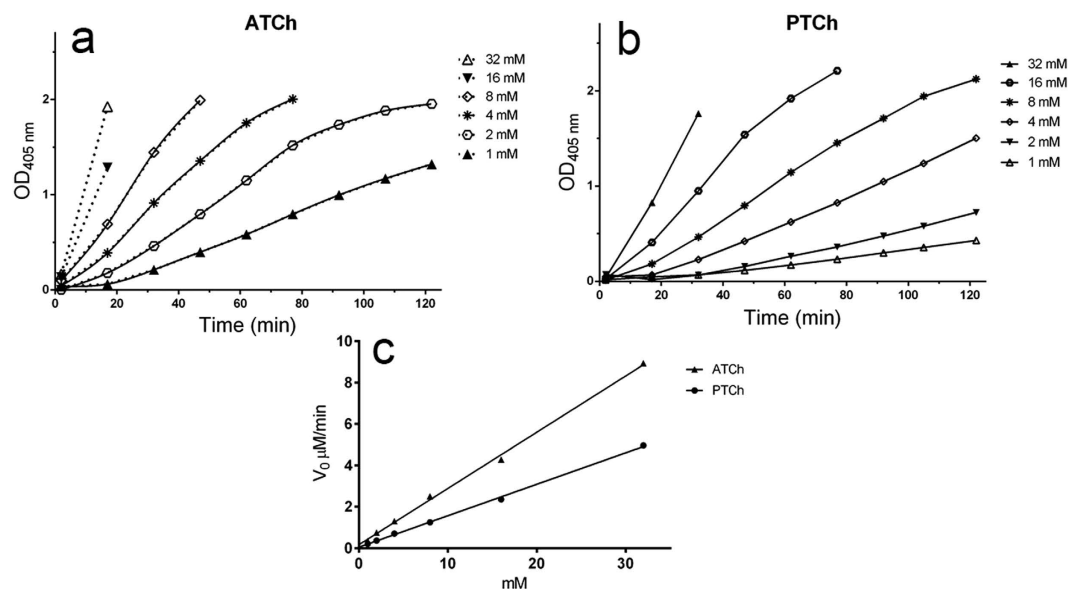 a
ATCh
OD405 nm
2
1
0
0 20 40 60 80 100 120
Time (min)
32 mM
16 mM
8 mM
4 mM
2 mM
1 mM
b
PTCh
OD405 nm
2
1
0
0 20 40 60 80 100 120
Time (min)
32 mM
16 mM
8 mM
4 mM
2 mM
1 mM
c
V0 µM/min
10
8
6
4
2
0
0 10 20 30
mM
ATCh
PTCh